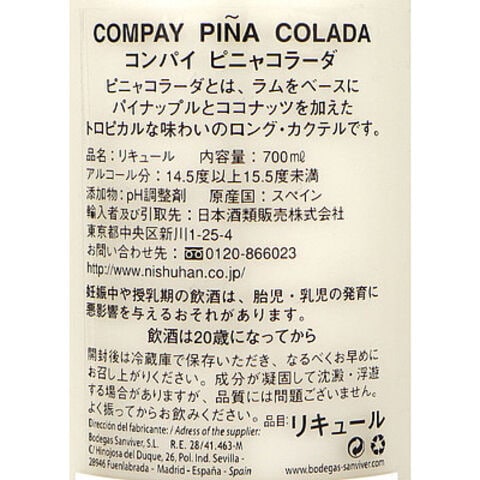 COMPAY PIÑA COLADA
コンパイ ピニャコラーダ
ピニャコラーダとは、ラムをベースに
パイナップルとココナッツを加えた
トロピカルな味わいのロング・カクテルです。
品名：リキュール 内容量：700mℓ
アルコール分：14.5度以上15.5度未満
添加物：pH調整剤 原産国：スペイン
輸入者及び引取先：日本酒類販売株式会社
東京都中央区新川1-25-4
お問い合わせ先：0120-866023
http://www.nishuhan.co.jp/
妊娠中や授乳期の飲酒は、胎児・乳児の発育に
悪影響を与えるおそれがあります。
飲酒は20歳になってから
開封後は冷蔵庫で保存いただき、なるべくお早めに
お召し上がりください。成分が凝固して沈澱・浮遊
する場合がありますが、品質には問題ございません。
よく振ってからお飲みください。 品目：リキュール
Dirección del fabricante: / Adress of the supplier:
Bodegas Sanviver, S.L. R.E. 28/41.463-M
C/ Hinojosa del Duque, 26. Pol. Ind. Sevilla -
28946 Fuenlabrada - Madrid - España - Spain
www.bodegas-sanviver.com